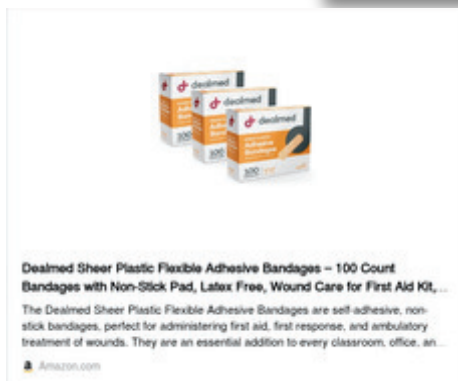 dealmed
dealmed
dealmed
Adhesive
Bandages
100
100
100
Dealmed Sheer Plastic Flexible Adhesive Bandages – 100 Count
Bandages with Non-Stick Pad, Latex Free, Wound Care for First Aid Kit,...
The Dealmed Sheer Plastic Flexible Adhesive Bandages are self-adhesive, non-
stick bandages, perfect for administering first aid, first response, and ambulatory
treatment of wounds. They are an essential addition to every classroom, office, an...
Amazon.com